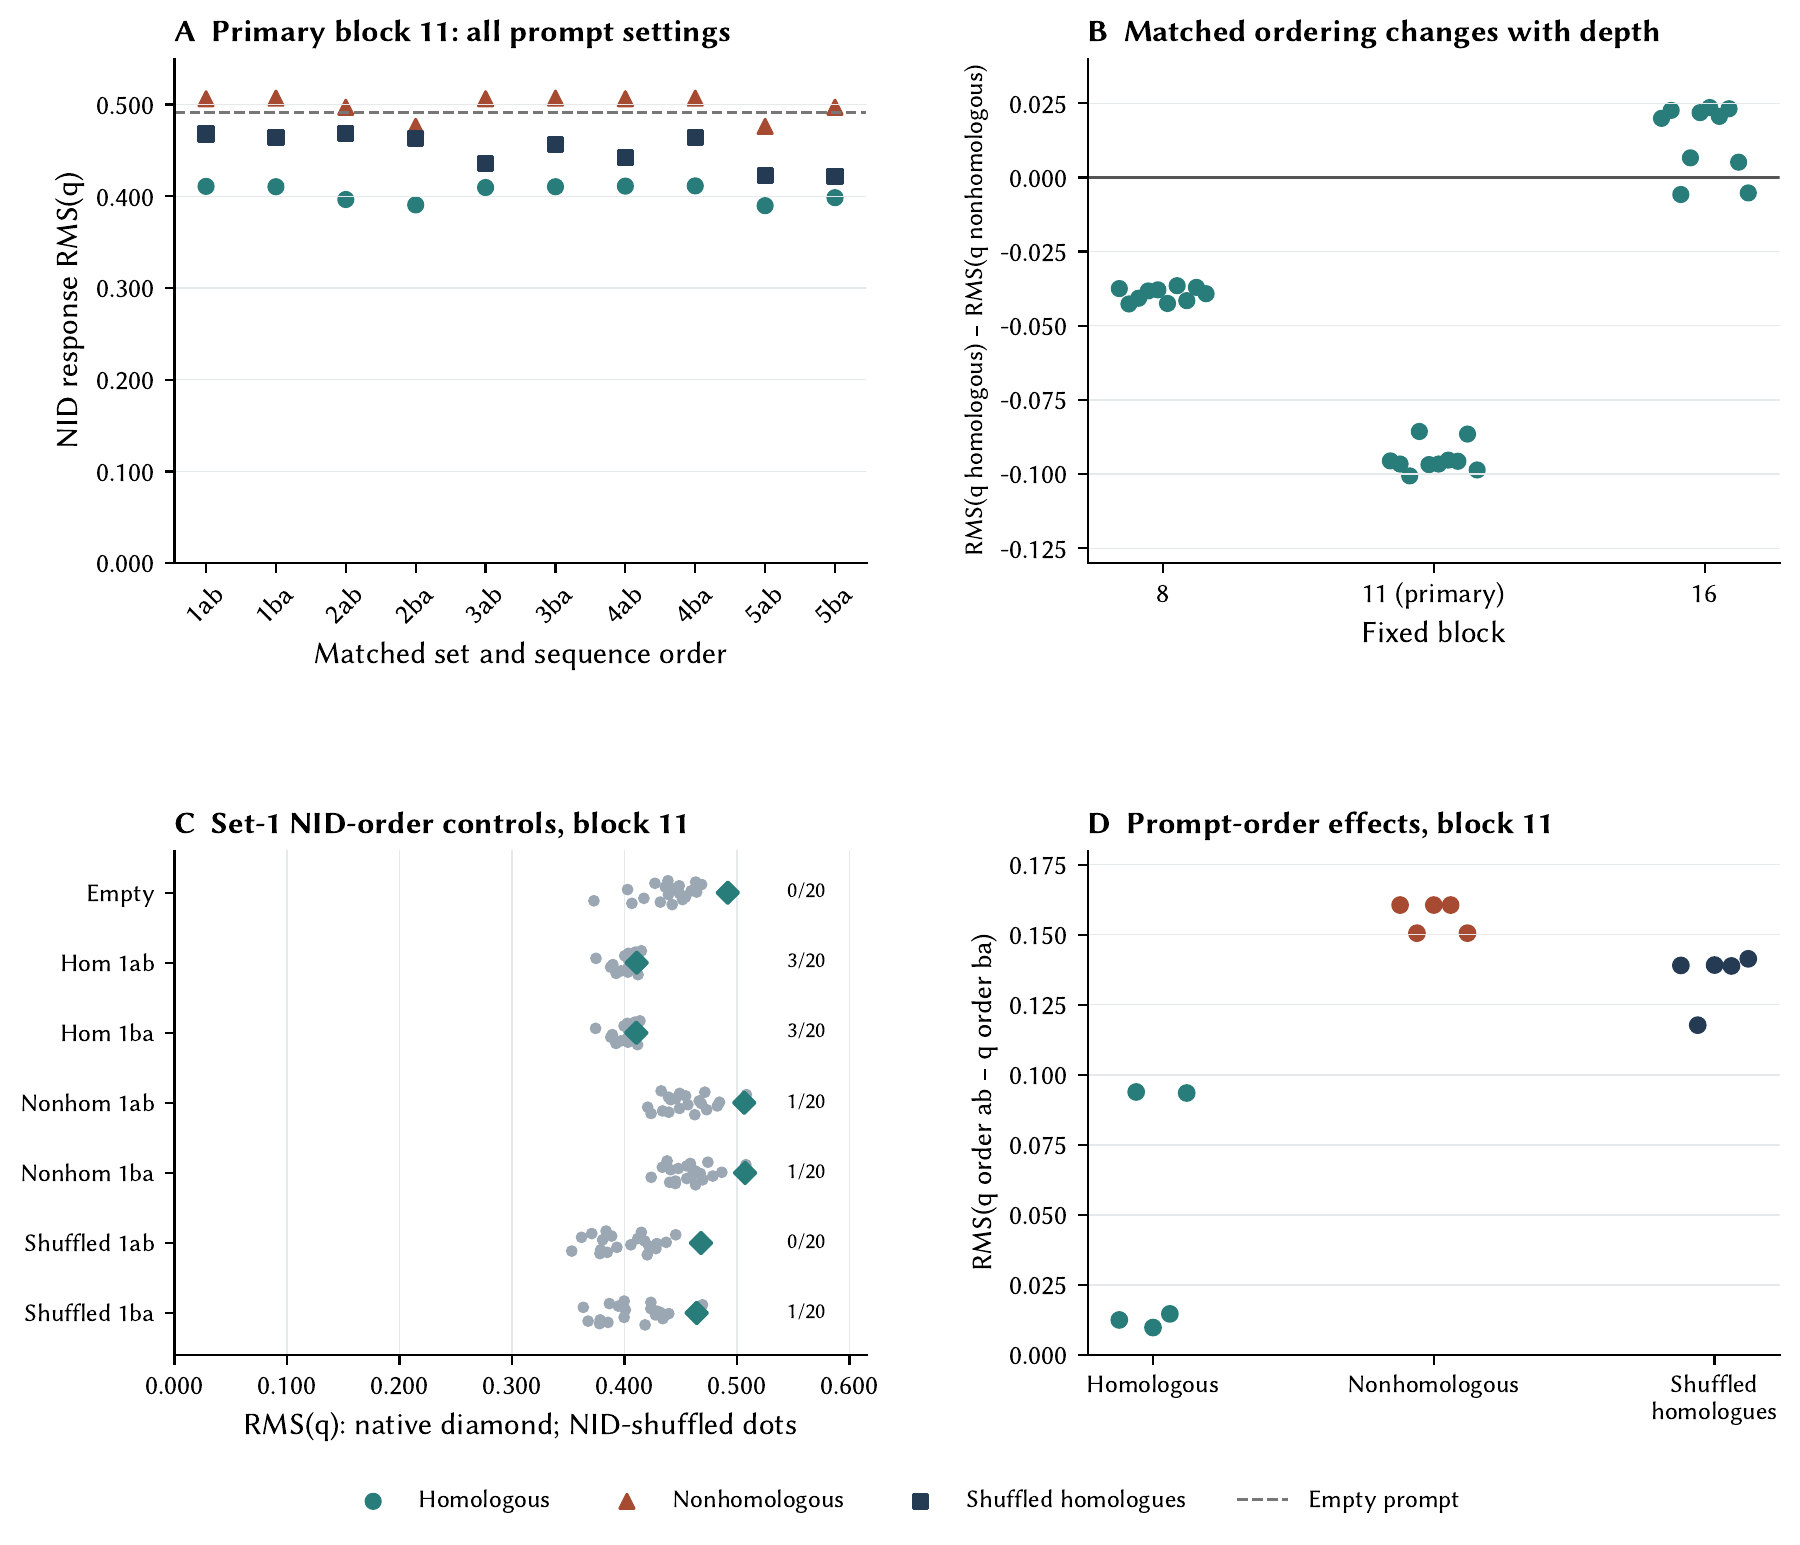 A Primary block 11: all prompt settings
NID response RMS(q)
0.500
0.400
0.300
0.200
0.100
0.000
1ab
1ba
2ab
2ba
3ab
3ba
4ab
4ba
5ab
5ba
Matched set and sequence order
B Matched ordering changes with depth
RMS(q homologous) − RMS(q nonhomologous)
0.025
0.000
-0.025
-0.050
-0.075
-0.100
-0.125
8
11 (primary)
16
Fixed block
C Set-1 NID-order controls, block 11
Empty
0/20
Hom 1ab
3/20
Hom 1ba
3/20
Nonhom 1ab
1/20
Nonhom 1ba
1/20
Shuffled 1ab
0/20
Shuffled 1ba
1/20
0.000
0.100
0.200
0.300
0.400
0.500
0.600
RMS(q): native diamond; NID-shuffled dots
D Prompt-order effects, block 11
RMS(q order ab − q order ba)
0.175
0.150
0.125
0.100
0.075
0.050
0.025
0.000
Homologous
Nonhomologous
Shuffled
homologues
Homologous
Nonhomologous
Shuffled homologues
Empty prompt